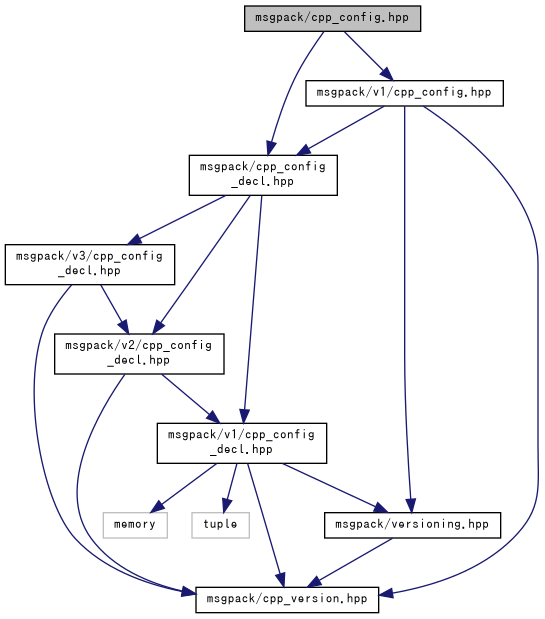 msgpack/cpp_config.hpp
msgpack/v1/cpp_config.hpp
msgpack/cpp_config
_decl.hpp
msgpack/v3/cpp_config
_decl.hpp
msgpack/v2/cpp_config
_decl.hpp
msgpack/v1/cpp_config
_decl.hpp
memory
tuple
msgpack/versioning.hpp
msgpack/cpp_version.hpp